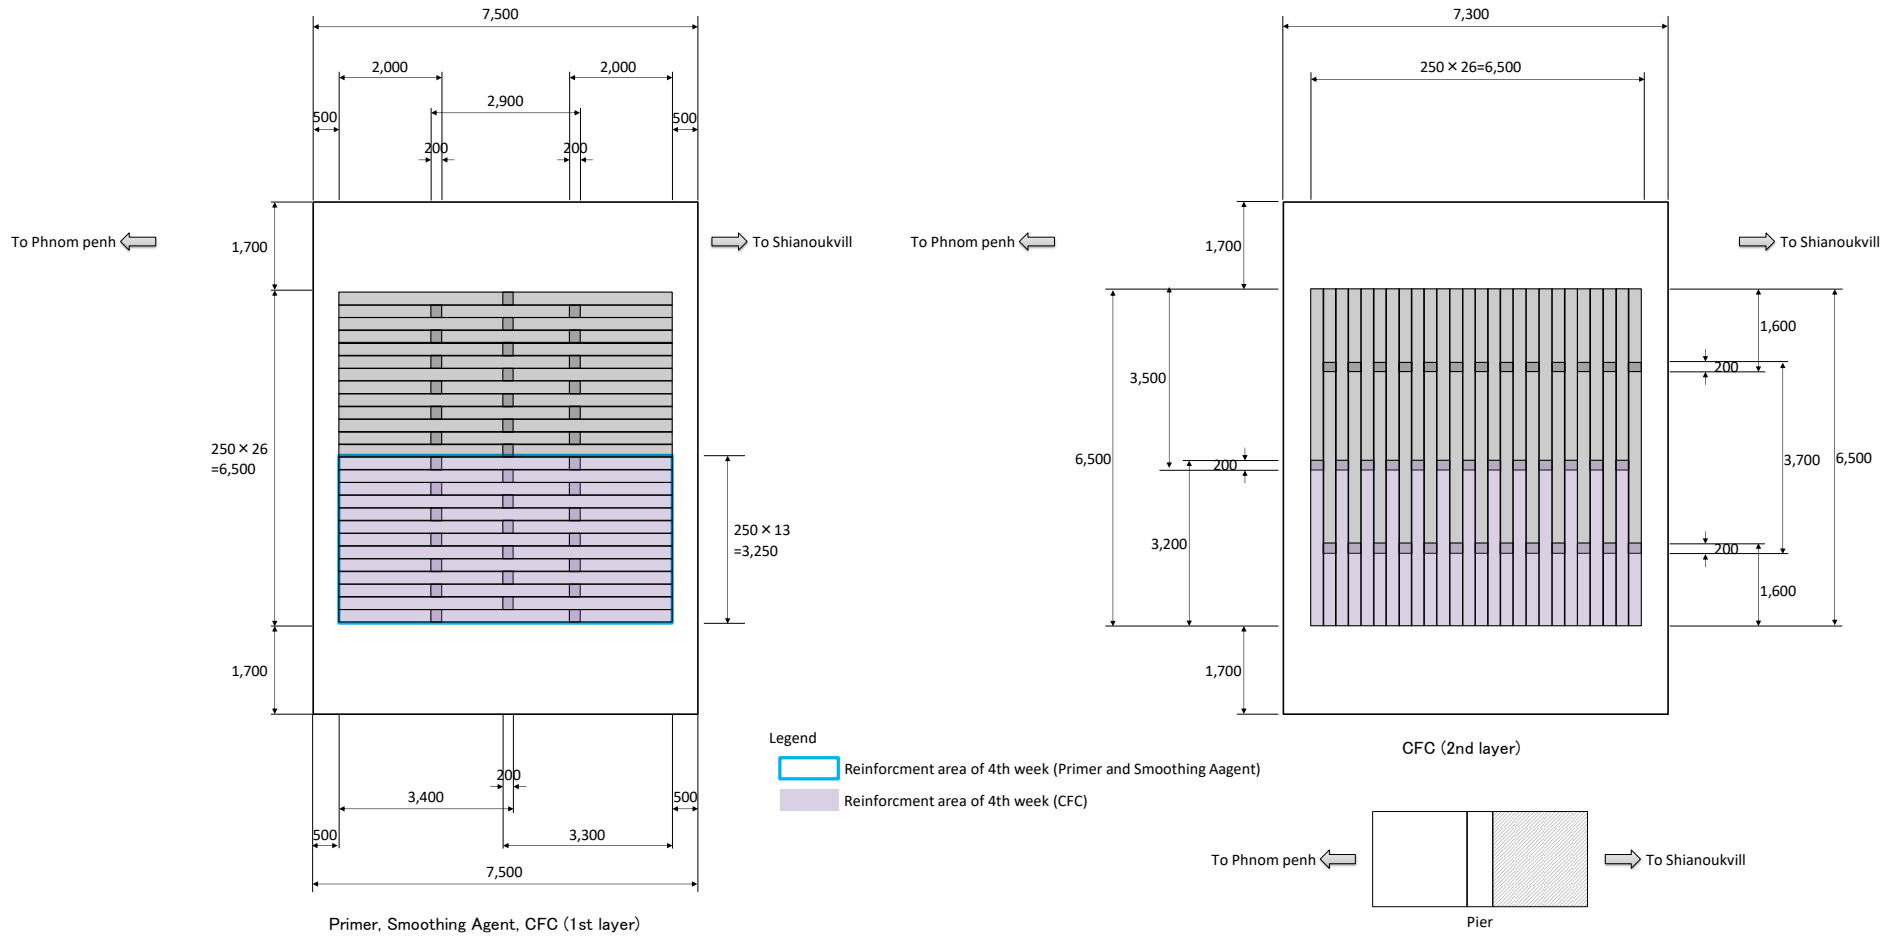 7,500
2,000
2,000
2,900
500
500
200
200
To Phnom penh
To Shianoukvill
1,700
250×26
=6,500
250×13
=3,250
1,700
200
3,400
500
500
3,300
7,500
Primer, Smoothing Agent, CFC (1st layer)
Legend
Reinforcment area of 4th week (Primer and Smoothing Aagent)
Reinforcment area of 4th week (CFC)
7,300
250×26=6,500
To Phnom penh
To Shianoukvill
1,700
1,600
200
3,500
6,500
200
3,700
6,500
3,200
200
1,600
1,700
CFC (2nd layer)
To Phnom penh
To Shianoukvill
Pier